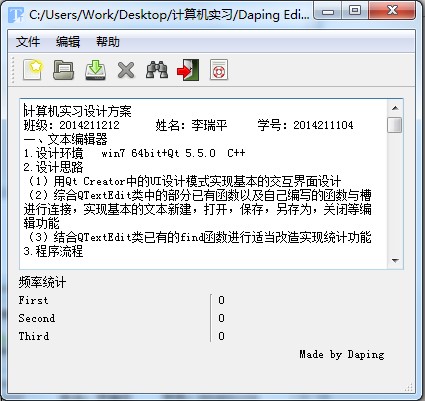 C:/Users/Work/Desktop/计算机实习/Daping Edi...
文件 编辑 帮助
计算机实习设计方案
班级：2014211212 姓名：李瑞平 学号：2014211104
一、文本编辑器
1.设计环境 win7 64bit+Qt 5.5.0 C++
2.设计思路
（1）用Qt Creator中的UI设计模式实现基本的交互界面设计
（2）综合QTextEdit类中的部分已有函数以及自己编写的函数与槽
进行连接，实现基本的文本新建，打开，保存，另存为，关闭等编
辑功能
（3）结合QTextEdit类已有的find函数进行适当改造实现统计功能
3.程序流程
频率统计
First 0
Second 0
Third 0
Made by Daping